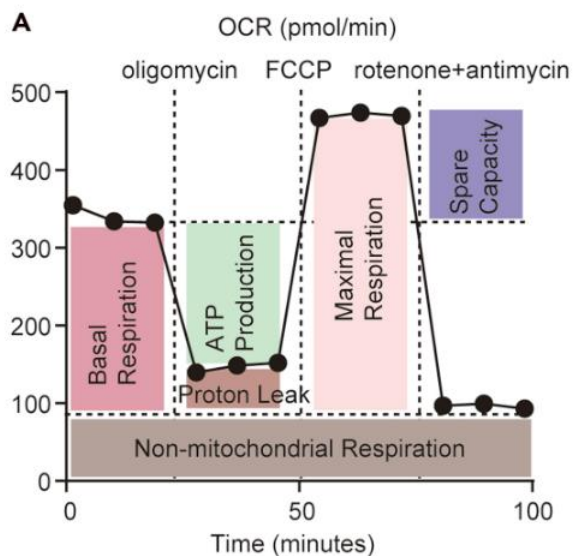 A
OCR (pmol/min)
oligomycin FCCP rotenone+antimycin
500
400
300
200
100
0
Basal
Respiration
ATP
Production
Proton Leak
Maximal
Respiration
Spare
Capacity
Non-mitochondrial Respiration
0 50 100
Time (minutes)